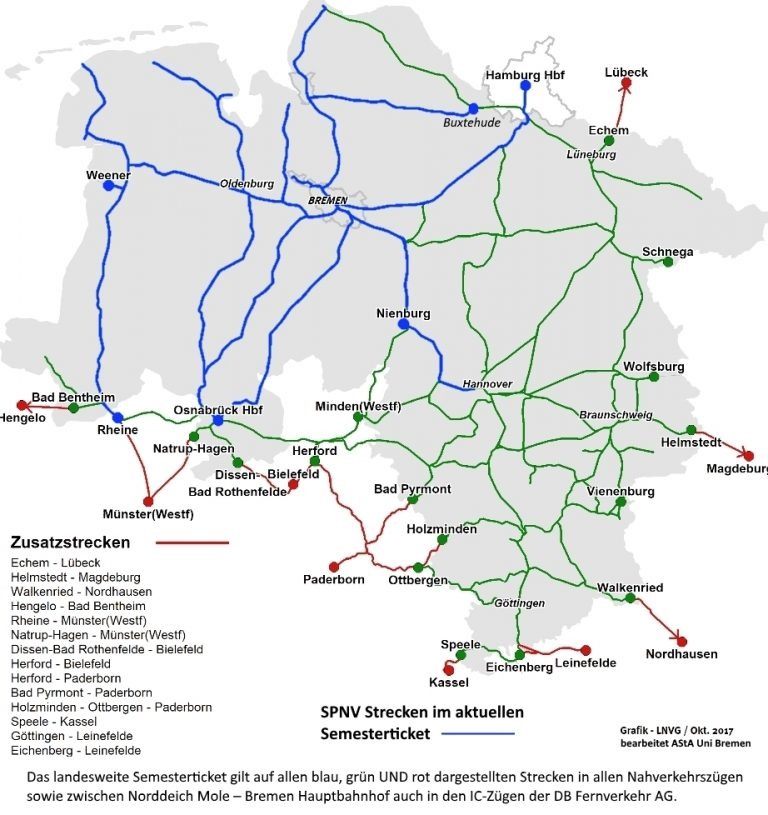 Hamburg Hbf
Lübeck
Buxtehude
Echem
Lüneburg
Weener
Oldenburg
BREMEN
Schnega
Nienburg
Hannover
Wolfsburg
Bad Bentheim
Hengelo
Rheine
Osnabrück Hbf
Minden(Westf)
Braunschweig
Helmstedt
Magdeburg
Natrup-Hagen
Herford
Dissen-
Bad Rothenfelde
Bielefeld
Bad Pyrmont
Vienenburg
Münster(Westf)
Holzminden
Paderborn
Ottbergen
Göttingen
Walkenried
Nordhausen
Speele
Kassel
Eichenberg
Leinefelde
Zusatzstrecken
Echem - Lübeck
Helmstedt - Magdeburg
Walkenried - Nordhausen
Hengelo - Bad Bentheim
Rheine - Münster(Westf)
Natrup-Hagen - Münster(Westf)
Dissen-Bad Rothenfelde - Bielefeld
Herford - Bielefeld
Herford - Paderborn
Bad Pyrmont - Paderborn
Holzminden - Ottbergen - Paderborn
Speele - Kassel
Göttingen - Leinefelde
Eichenberg - Leinefelde
SPNV Strecken im aktuellen
Semesterticket
Grafik - LNVG / Okt. 2017
bearbeitet AStA Uni Bremen
Das landesweite Semesterticket gilt auf allen blau, grün UND rot dargestellten Strecken in allen Nahverkehrszügen
sowie zwischen Norddeich Mole – Bremen Hauptbahnhof auch in den IC-Zügen der DB Fernverkehr AG.